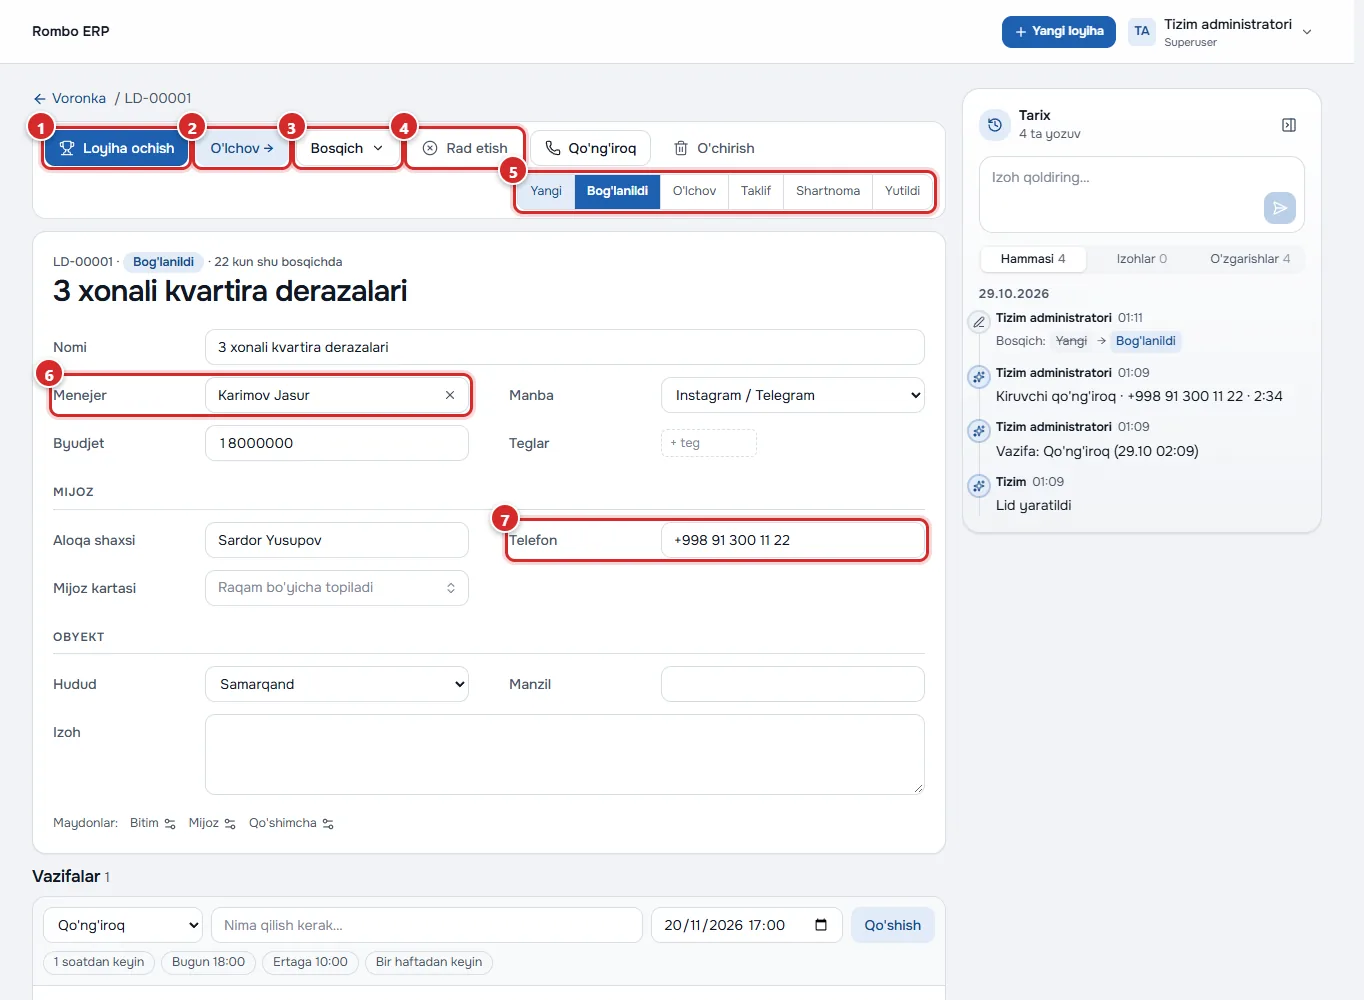 Rombo ERP
+ Yangi loyiha
TA
Tizim administratori
Superuser
← Voronka / LD-00001
1 2 3 4
Loyiha ochish
O'lchov →
Bosqich
Rad etish
Qo'ng'iroq
O'chirish
5
Yangi
Bog'lanildi
O'lchov
Taklif
Shartnoma
Yutildi
LD-00001 · Bog'lanildi · 22 kun shu bosqichda
3 xonali kvartira derazalari
Nomi
3 xonali kvartira derazalari
6
Menejer
Karimov Jasur
Manba
Instagram / Telegram
Byudjet
18000000
Teglar
+ teg
MIJOZ
7
Aloqa shaxsi
Sardor Yusupov
Telefon
+998 91 300 11 22
Mijoz kartasi
Raqam bo'yicha topiladi
OBYEKT
Hudud
Samarqand
Manzil
Izoh
Maydonlar: Bitim Mijoz Qo'shimcha
Vazifalar 1
Qo'ng'iroq
Nima qilish kerak...
20/11/2026 17:00
Qo'shish
1 soatdan keyin
Bugun 18:00
Ertaga 10:00
Bir haftadan keyin
Tarix
4 ta yozuv
Izoh qoldiring...
Hammasi 4
Izohlar 0
O'zgarishlar 4
29.10.2026
Tizim administratori 01:11
Bosqich: Yangi → Bog'lanildi
Tizim administratori 01:09
Kiruvchi qo'ng'iroq · +998 91 300 11 22 · 2:34
Tizim administratori 01:09
Vazifa: Qo'ng'iroq (29.10 02:09)
Tizim 01:09
Lid yaratildi